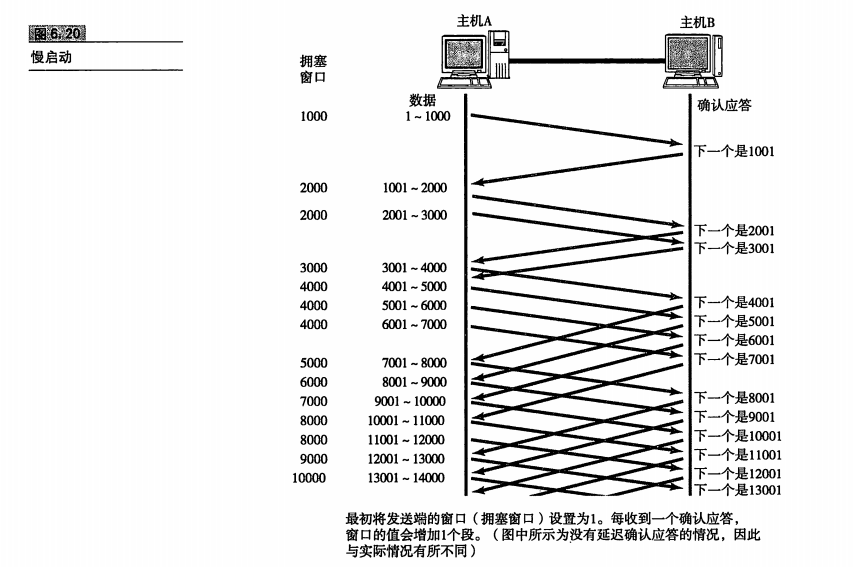 图6.20
慢启动
主机A
主机B
拥塞
窗口
数据
确认应答
1000 1~1000
下一个是1001
2000 1001~2000
2000 2001~3000
下一个是2001
下一个是3001
3000 3001~4000
4000 4001~5000
4000 5001~6000
4000 6001~7000
下一个是4001
下一个是5001
下一个是6001
下一个是7001
5000 7001~8000
6000 8001~9000
7000 9001~10000
8000 10001~11000
8000 11001~12000
9000 12001~13000
10000 13001~14000
下一个是8001
下一个是9001
下一个是10001
下一个是11001
下一个是12001
下一个是13001
最初将发送端的窗口（拥塞窗口）设置为1。每收到一个确认应答，
窗口的值会增加1个段。（图中所示为没有延迟确认应答的情况，因此
与实际情况有所不同）